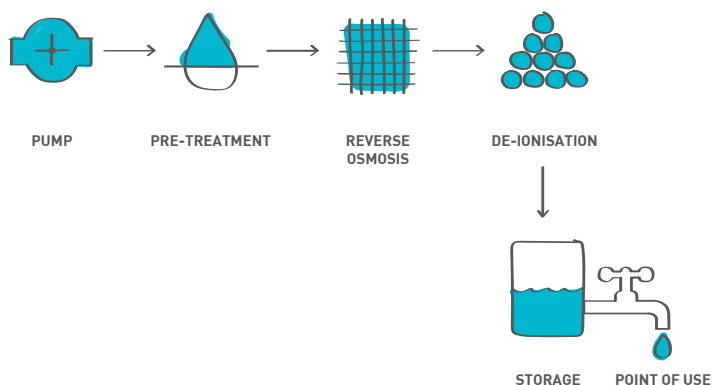 PUMP
PRE-TREATMENT
REVERSE
OSMOSIS
DE-IONISATION
STORAGE
POINT OF USE